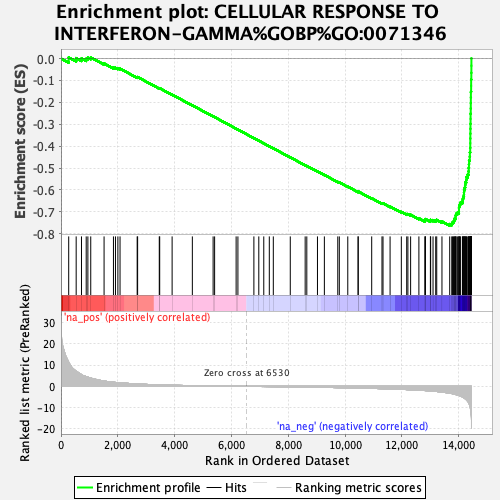 Enrichment plot: CELLULAR RESPONSE TO
INTERFERON-GAMMA%GOBP%GO:0071346
Enrichment score (ES)
0.0
-0.1
-0.2
-0.3
-0.4
-0.5
-0.6
-0.7
-0.8
'na_pos' (positively correlated)
Ranked list metric (PreRanked)
30
20
10
0
-10
-20
Zero cross at 6530
'na_neg' (negatively correlated)
0
2,000
4,000
6,000
8,000
10,000
12,000
14,000
Rank in Ordered Dataset
Enrichment profile
Hits
Ranking metric scores